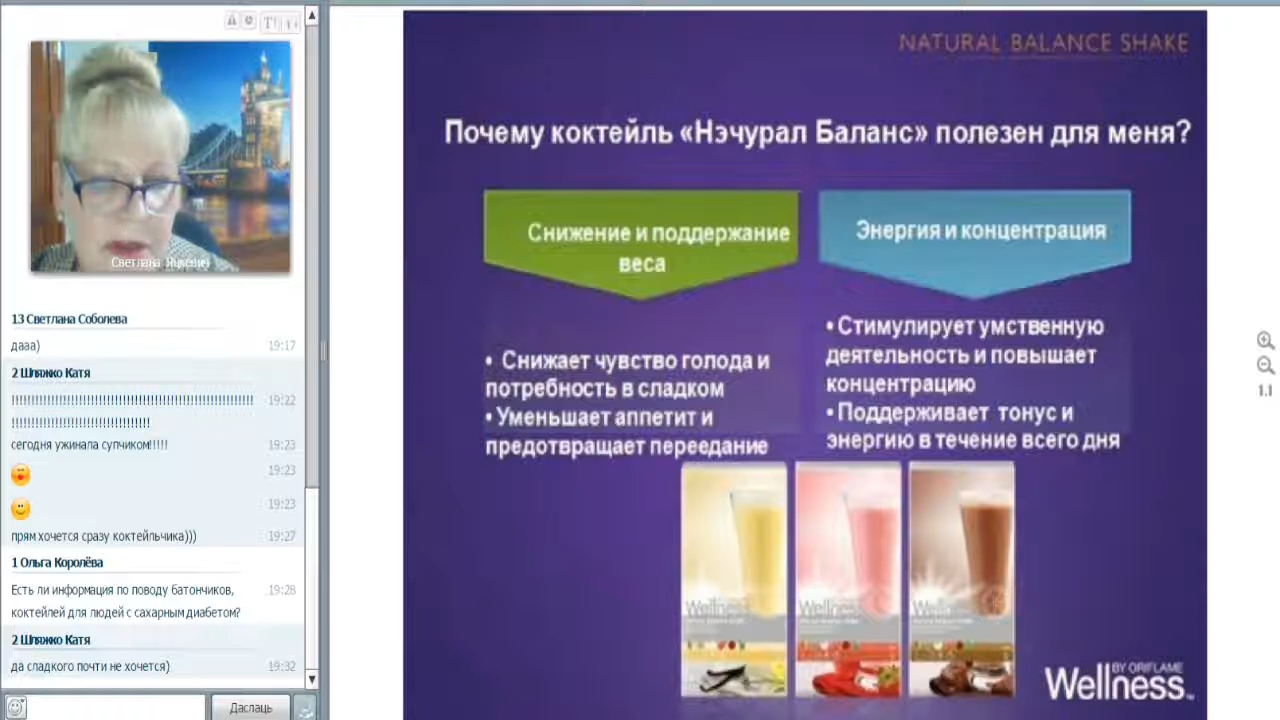 Светлана
13 Светлана Соболева
дааа) 19:17
2 Шляжко Катя
!!!!!!!!!!!!!!!!!!!!!!!!!!!!!!!!!!!!!!!!!!!!!!!!!!!!!!!!!!!!! 19:22
!!!!!!!!!!!!!!!!!!!!!!!!!!!!!!!!!!!
сегодня ужинала супчиком!!!!! 19:23
19:23
19:23
прям хочется сразу коктейльчика))) 19:27
1 Ольга Королёва
Есть ли информация по поводу батончиков, 19:28
коктейлей для людей с сахарным диабетом?
2 Шляжко Катя
да сладкого почти не хочется) 19:32
Даслаць
NATURAL BALANCE SHAKE
Почему коктейль «Нэчурал Баланс» полезен для меня?
Снижение и поддержание
веса
• Снижает чувство голода и
потребность в сладком
• Уменьшает аппетит и
предотвращает переедание
Энергия и концентрация
• Стимулирует умственную
деятельность и повышает
концентрацию
• Поддерживает тонус и
энергию в течение всего дня
Wellness
Wellness
Wellness
BY ORIFLAME
Wellness
1:1